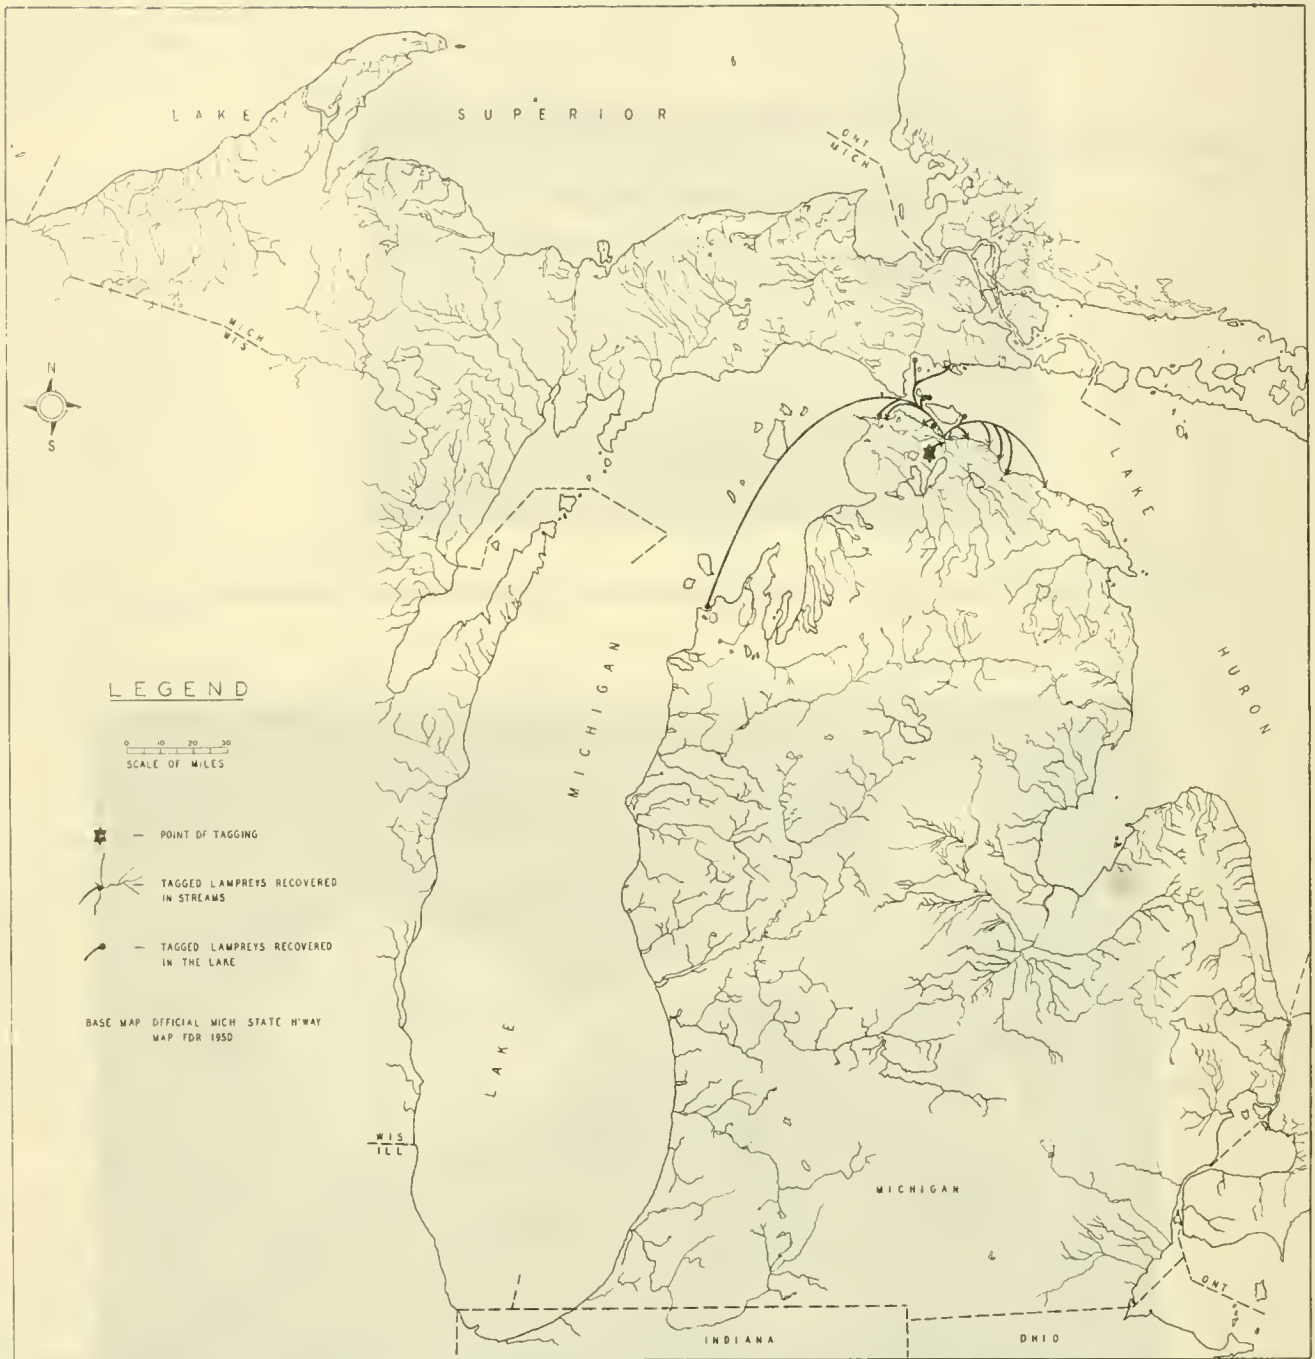 LAKE SUPERIOR
ONT
MICH
MICH
WIS
N
S
LAKE
HURON
MICHIGAN
LAKE
LEGEND
0 10 20 30
SCALE OF MILES
— POINT OF TAGGING
— TAGGED LAMPREYS RECOVERED
IN STREAMS
— TAGGED LAMPREYS RECOVERED
IN THE LAKE
BASE MAP OFFICIAL MICH STATE H'WAY
MAP FOR 1950
WIS
ILL
MICHIGAN
ONT
INDIANA
OHIO